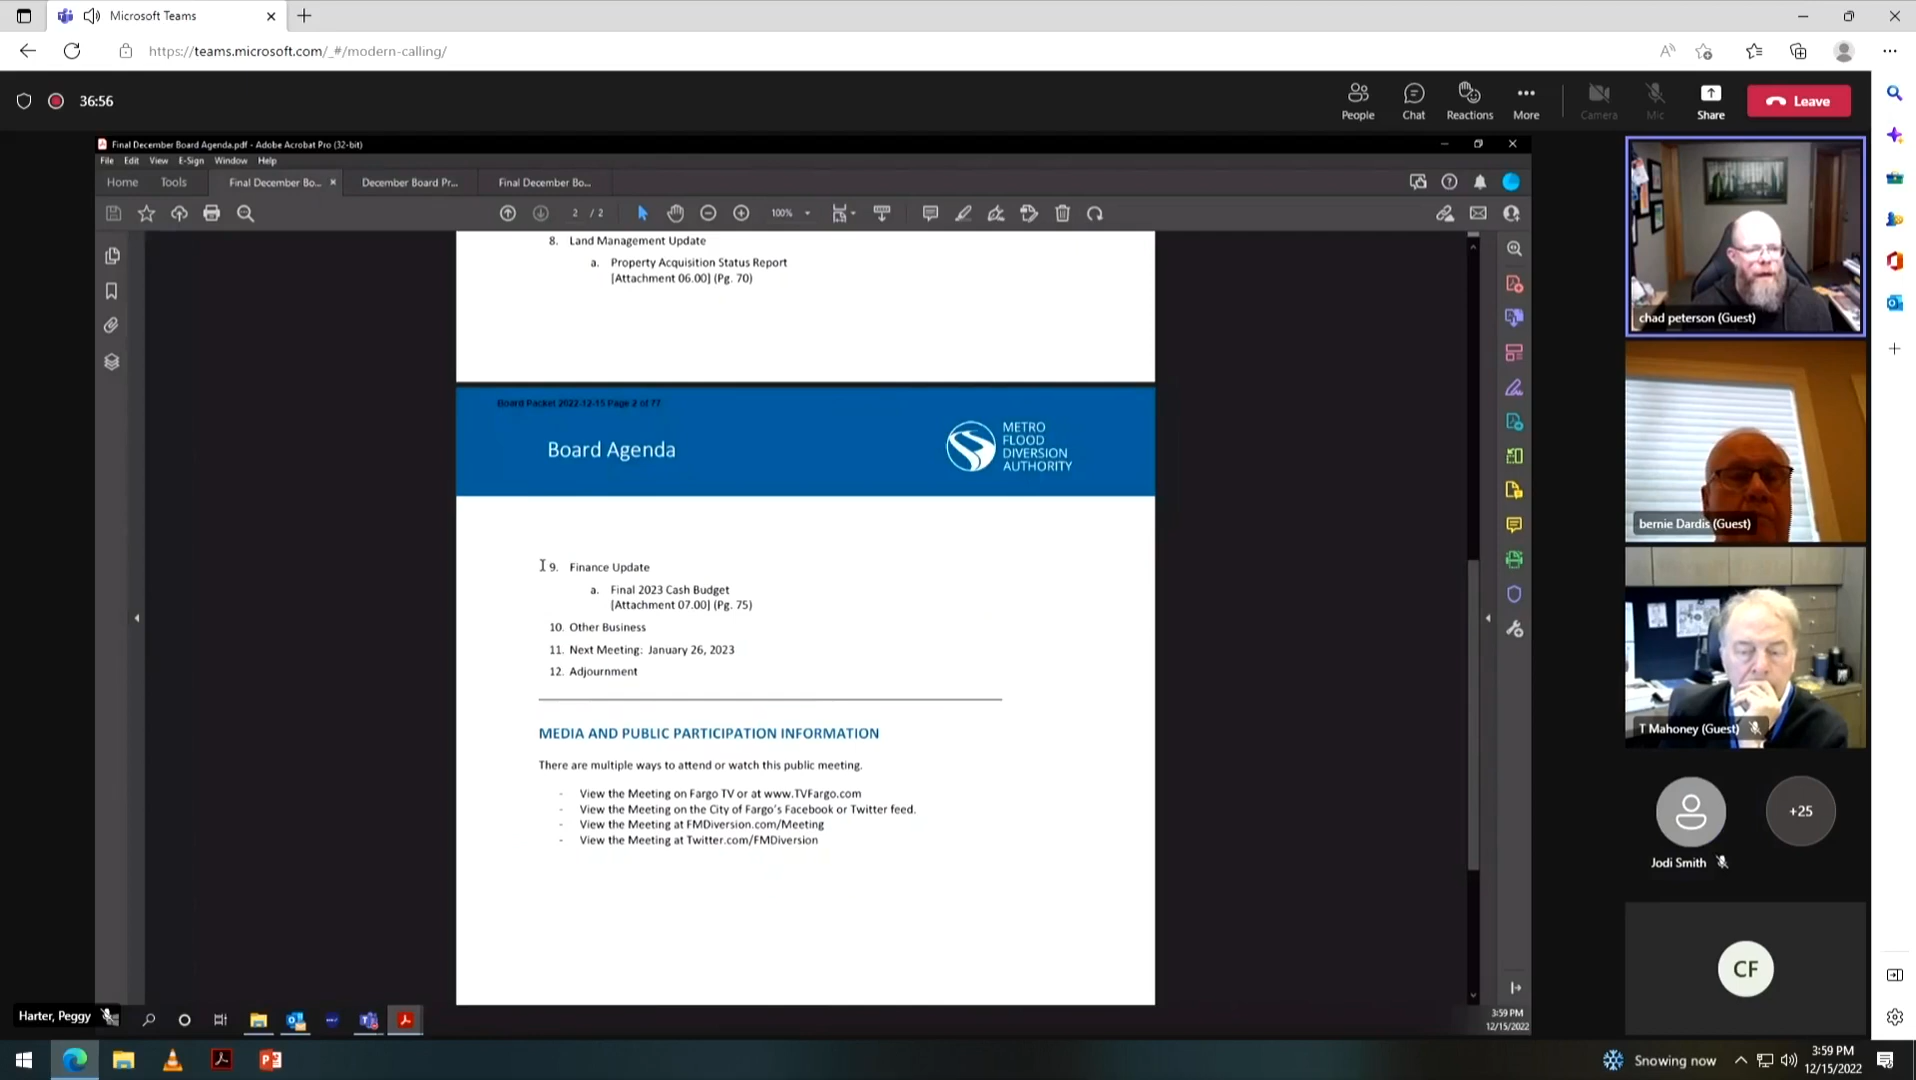 Microsoft Teams
https://teams.microsoft.com/_#/modern-calling/
36:56
People
Chat
Reactions
More
Camera
Mic
Share
Leave
Final December Board Agenda.pdf - Adobe Acrobat Pro (32-bit)
File Edit View E-Sign Window Help
Home Tools Final December Bo... December Board Pr... Final December Bo...
2 / 2 100%
8. Land Management Update
a. Property Acquisition Status Report
[Attachment 06.00] (Pg. 70)
Board Packet 2022-12-15 Page 2 of 77
Board Agenda
METRO
FLOOD
DIVERSION
AUTHORITY
9. Finance Update
a. Final 2023 Cash Budget
[Attachment 07.00] (Pg. 75)
10. Other Business
11. Next Meeting: January 26, 2023
12. Adjournment
MEDIA AND PUBLIC PARTICIPATION INFORMATION
There are multiple ways to attend or watch this public meeting.
- View the Meeting on Fargo TV or at www.TVFargo.com
- View the Meeting on the City of Fargo's Facebook or Twitter feed.
- View the Meeting at FMDiversion.com/Meeting
- View the Meeting at Twitter.com/FMDiversion
chad peterson (Guest)
bernie Dardis (Guest)
T Mahoney (Guest)
+25
Jodi Smith
CF
Harter, Peggy
3:59 PM
12/15/2022
Snowing now
3:59 PM
12/15/2022